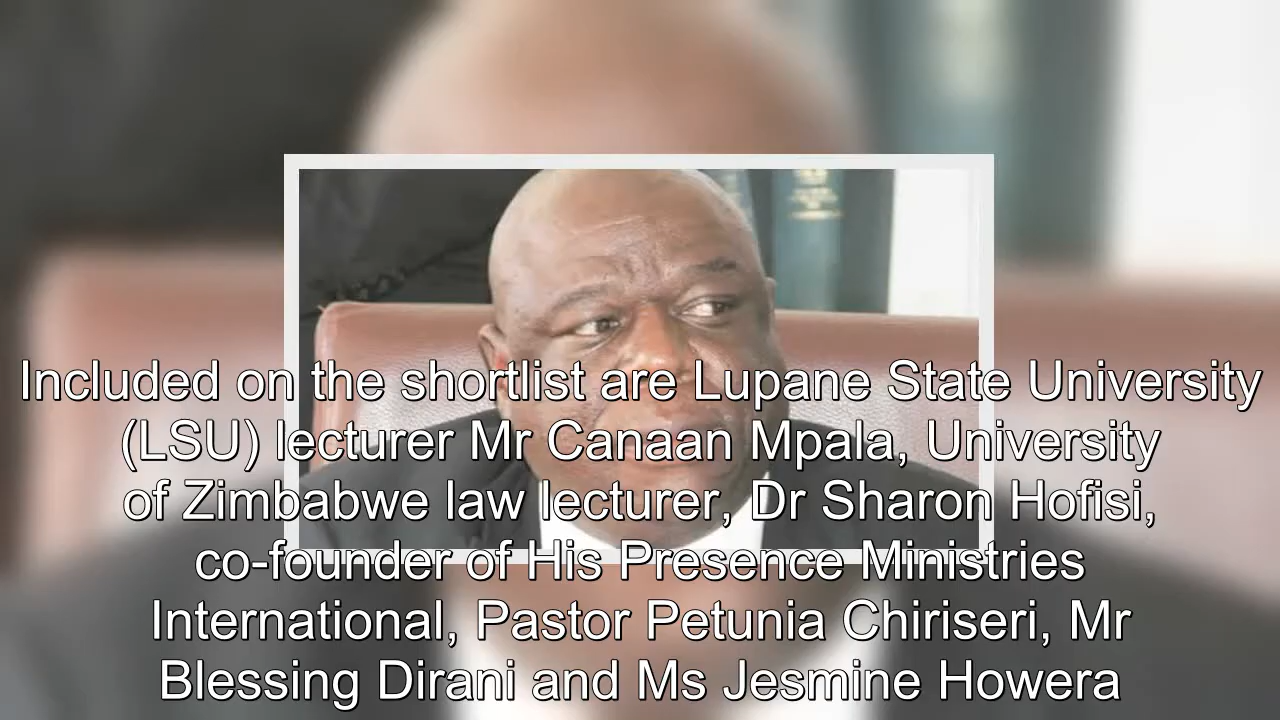 Included on the shortlist are Lupane State University
(LSU) lecturer Mr Canaan Mpala, University
of Zimbabwe law lecturer, Dr Sharon Hofisi,
co-founder of His Presence Ministries
International, Pastor Petunia Chiriseri, Mr
Blessing Dirani and Ms Jesmine Howera